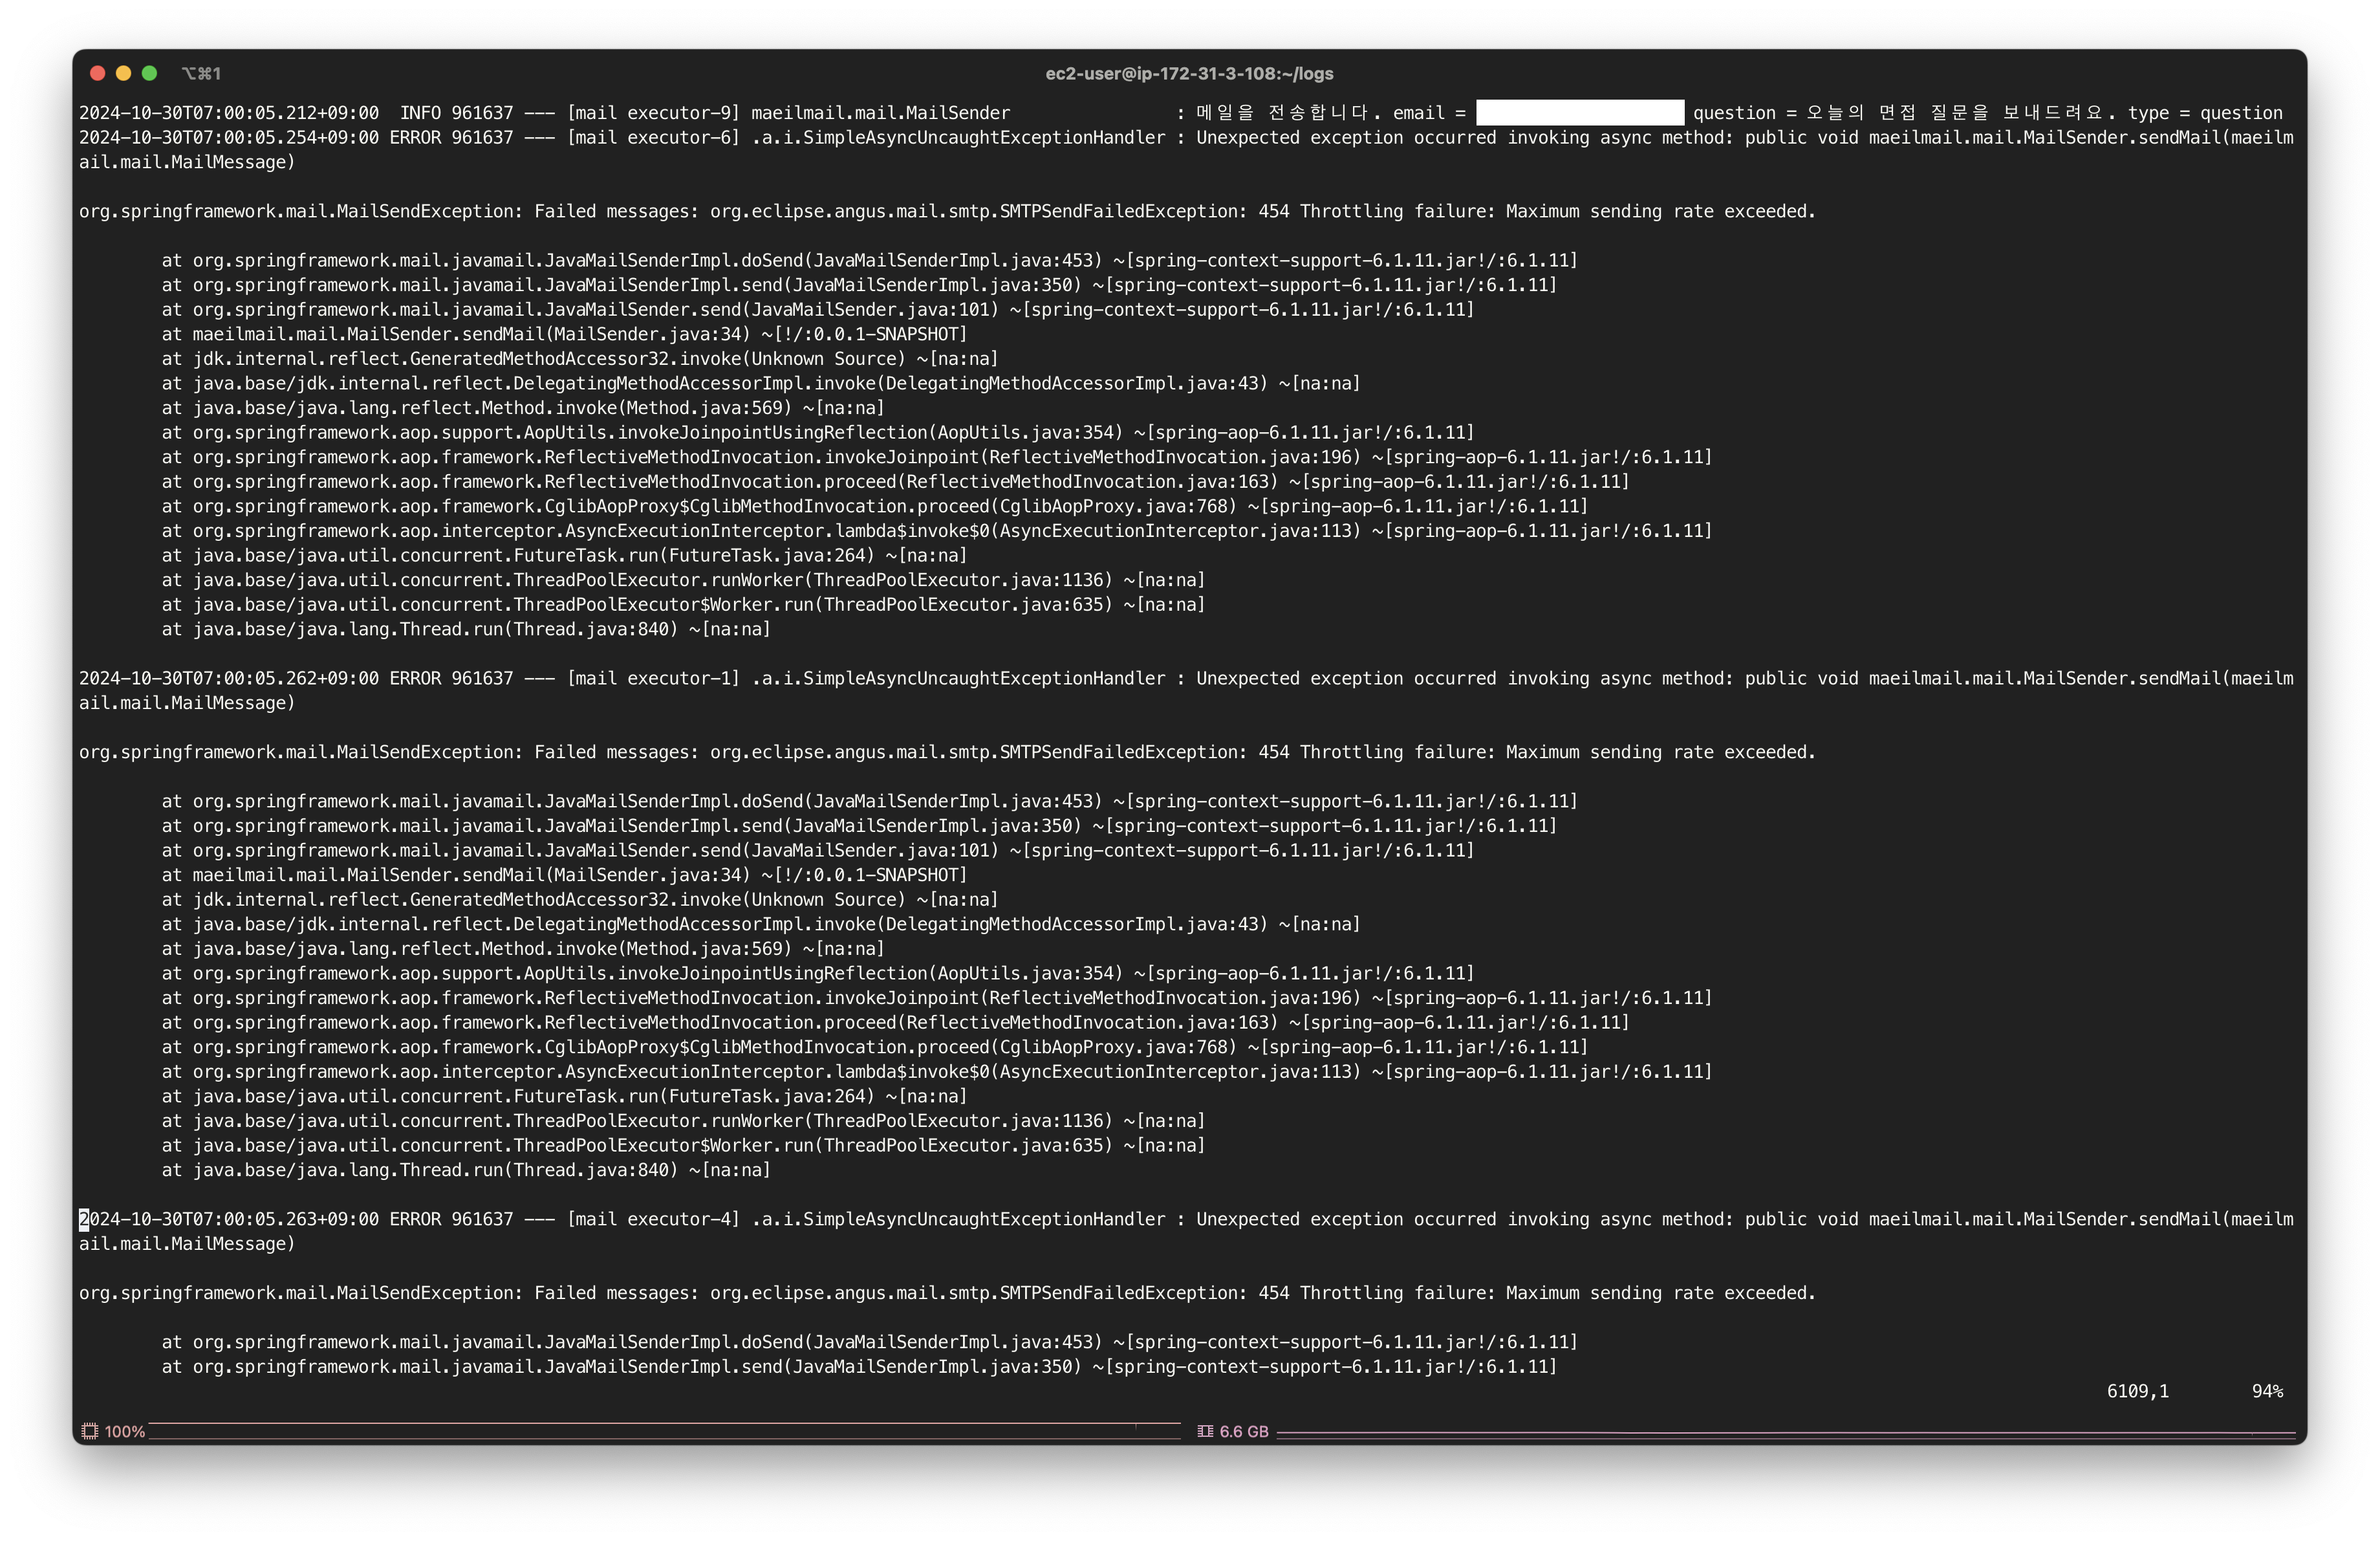 ⌥⌘1
ec2-user@ip-172-31-3-108:~/logs
2024-10-30T07:00:05.212+09:00  INFO 961637 --- [mail executor-9] maeilmail.mail.MailSender                : 메일을 전송합니다. email =                      question = 오늘의 면접 질문을 보내드려요. type = question
2024-10-30T07:00:05.254+09:00 ERROR 961637 --- [mail executor-6] .a.i.SimpleAsyncUncaughtExceptionHandler : Unexpected exception occurred invoking async method: public void maeilmail.mail.MailSender.sendMail(maeilm
ail.mail.MailMessage)
org.springframework.mail.MailSendException: Failed messages: org.eclipse.angus.mail.smtp.SMTPSendFailedException: 454 Throttling failure: Maximum sending rate exceeded.
at org.springframework.mail.javamail.JavaMailSenderImpl.doSend(JavaMailSenderImpl.java:453) ~[spring-context-support-6.1.11.jar!/:6.1.11]
at org.springframework.mail.javamail.JavaMailSenderImpl.send(JavaMailSenderImpl.java:350) ~[spring-context-support-6.1.11.jar!/:6.1.11]
at org.springframework.mail.javamail.JavaMailSender.send(JavaMailSender.java:101) ~[spring-context-support-6.1.11.jar!/:6.1.11]
at maeilmail.mail.MailSender.sendMail(MailSender.java:34) ~[!/:0.0.1-SNAPSHOT]
at jdk.internal.reflect.GeneratedMethodAccessor32.invoke(Unknown Source) ~[na:na]
at java.base/jdk.internal.reflect.DelegatingMethodAccessorImpl.invoke(DelegatingMethodAccessorImpl.java:43) ~[na:na]
at java.base/java.lang.reflect.Method.invoke(Method.java:569) ~[na:na]
at org.springframework.aop.support.AopUtils.invokeJoinpointUsingReflection(AopUtils.java:354) ~[spring-aop-6.1.11.jar!/:6.1.11]
at org.springframework.aop.framework.ReflectiveMethodInvocation.invokeJoinpoint(ReflectiveMethodInvocation.java:196) ~[spring-aop-6.1.11.jar!/:6.1.11]
at org.springframework.aop.framework.ReflectiveMethodInvocation.proceed(ReflectiveMethodInvocation.java:163) ~[spring-aop-6.1.11.jar!/:6.1.11]
at org.springframework.aop.framework.CglibAopProxy$CglibMethodInvocation.proceed(CglibAopProxy.java:768) ~[spring-aop-6.1.11.jar!/:6.1.11]
at org.springframework.aop.interceptor.AsyncExecutionInterceptor.lambda$invoke$0(AsyncExecutionInterceptor.java:113) ~[spring-aop-6.1.11.jar!/:6.1.11]
at java.base/java.util.concurrent.FutureTask.run(FutureTask.java:264) ~[na:na]
at java.base/java.util.concurrent.ThreadPoolExecutor.runWorker(ThreadPoolExecutor.java:1136) ~[na:na]
at java.base/java.util.concurrent.ThreadPoolExecutor$Worker.run(ThreadPoolExecutor.java:635) ~[na:na]
at java.base/java.lang.Thread.run(Thread.java:840) ~[na:na]
2024-10-30T07:00:05.262+09:00 ERROR 961637 --- [mail executor-1] .a.i.SimpleAsyncUncaughtExceptionHandler : Unexpected exception occurred invoking async method: public void maeilmail.mail.MailSender.sendMail(maeilm
ail.mail.MailMessage)
org.springframework.mail.MailSendException: Failed messages: org.eclipse.angus.mail.smtp.SMTPSendFailedException: 454 Throttling failure: Maximum sending rate exceeded.
at org.springframework.mail.javamail.JavaMailSenderImpl.doSend(JavaMailSenderImpl.java:453) ~[spring-context-support-6.1.11.jar!/:6.1.11]
at org.springframework.mail.javamail.JavaMailSenderImpl.send(JavaMailSenderImpl.java:350) ~[spring-context-support-6.1.11.jar!/:6.1.11]
at org.springframework.mail.javamail.JavaMailSender.send(JavaMailSender.java:101) ~[spring-context-support-6.1.11.jar!/:6.1.11]
at maeilmail.mail.MailSender.sendMail(MailSender.java:34) ~[!/:0.0.1-SNAPSHOT]
at jdk.internal.reflect.GeneratedMethodAccessor32.invoke(Unknown Source) ~[na:na]
at java.base/jdk.internal.reflect.DelegatingMethodAccessorImpl.invoke(DelegatingMethodAccessorImpl.java:43) ~[na:na]
at java.base/java.lang.reflect.Method.invoke(Method.java:569) ~[na:na]
at org.springframework.aop.support.AopUtils.invokeJoinpointUsingReflection(AopUtils.java:354) ~[spring-aop-6.1.11.jar!/:6.1.11]
at org.springframework.aop.framework.ReflectiveMethodInvocation.invokeJoinpoint(ReflectiveMethodInvocation.java:196) ~[spring-aop-6.1.11.jar!/:6.1.11]
at org.springframework.aop.framework.ReflectiveMethodInvocation.proceed(ReflectiveMethodInvocation.java:163) ~[spring-aop-6.1.11.jar!/:6.1.11]
at org.springframework.aop.framework.CglibAopProxy$CglibMethodInvocation.proceed(CglibAopProxy.java:768) ~[spring-aop-6.1.11.jar!/:6.1.11]
at org.springframework.aop.interceptor.AsyncExecutionInterceptor.lambda$invoke$0(AsyncExecutionInterceptor.java:113) ~[spring-aop-6.1.11.jar!/:6.1.11]
at java.base/java.util.concurrent.FutureTask.run(FutureTask.java:264) ~[na:na]
at java.base/java.util.concurrent.ThreadPoolExecutor.runWorker(ThreadPoolExecutor.java:1136) ~[na:na]
at java.base/java.util.concurrent.ThreadPoolExecutor$Worker.run(ThreadPoolExecutor.java:635) ~[na:na]
at java.base/java.lang.Thread.run(Thread.java:840) ~[na:na]
2024-10-30T07:00:05.263+09:00 ERROR 961637 --- [mail executor-4] .a.i.SimpleAsyncUncaughtExceptionHandler : Unexpected exception occurred invoking async method: public void maeilmail.mail.MailSender.sendMail(maeilm
ail.mail.MailMessage)
org.springframework.mail.MailSendException: Failed messages: org.eclipse.angus.mail.smtp.SMTPSendFailedException: 454 Throttling failure: Maximum sending rate exceeded.
at org.springframework.mail.javamail.JavaMailSenderImpl.doSend(JavaMailSenderImpl.java:453) ~[spring-context-support-6.1.11.jar!/:6.1.11]
at org.springframework.mail.javamail.JavaMailSenderImpl.send(JavaMailSenderImpl.java:350) ~[spring-context-support-6.1.11.jar!/:6.1.11]
6109,1 94%
100% 6.6 GB